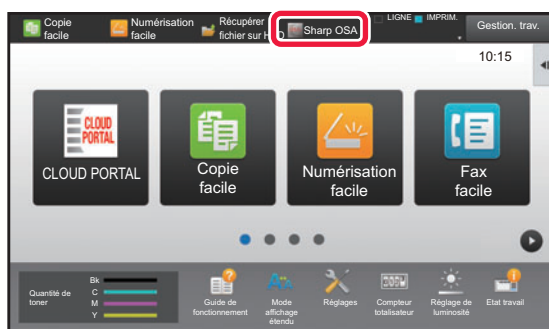 Copie
facile
Numérisation
facile
Récupérer
fichier sur H D
Sharp OSA
LIGNE
IMPRIM.
Gestion. trav.
10:15
CLOUD
PORTAL
CLOUD PORTAL
Copie
facile
Numérisation
facile
Fax
facile
Quantité de
toner
Bk
C
M
Y
Guide de
fonctionnement
Mode
affichage
étendu
Réglages
Compteur
totalisateur
Réglage de
luminosité
Etat travail